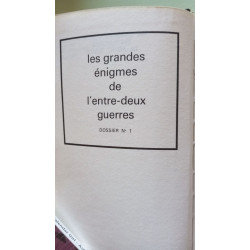 les grandes
énigmes
de
l'entre-deux
guerres
DOSSIER N° 1